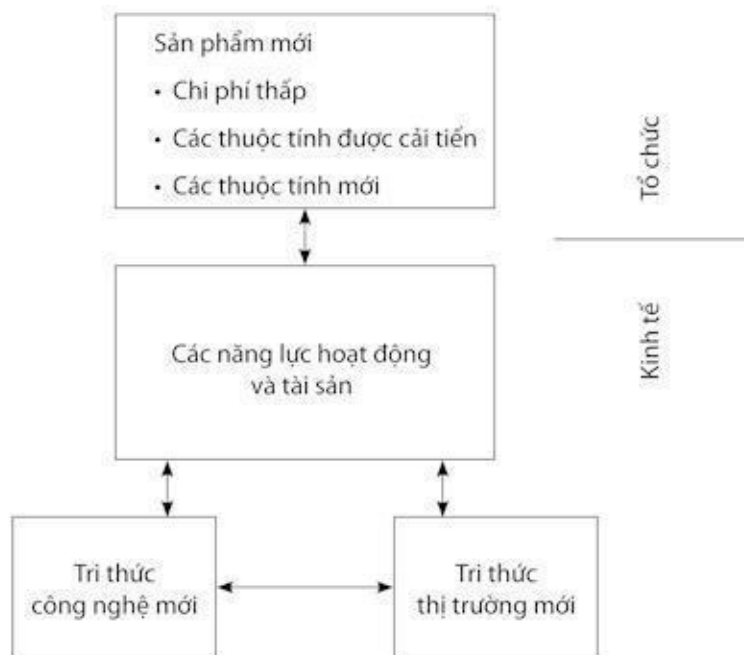 Sản phẩm mới
• Chi phí thấp
• Các thuộc tính được cải tiến
• Các thuộc tính mới
Tổ chức
Kinh tế
Các năng lực hoạt động
và tài sản
Tri thức
công nghệ mới
Tri thức
thị trường mới